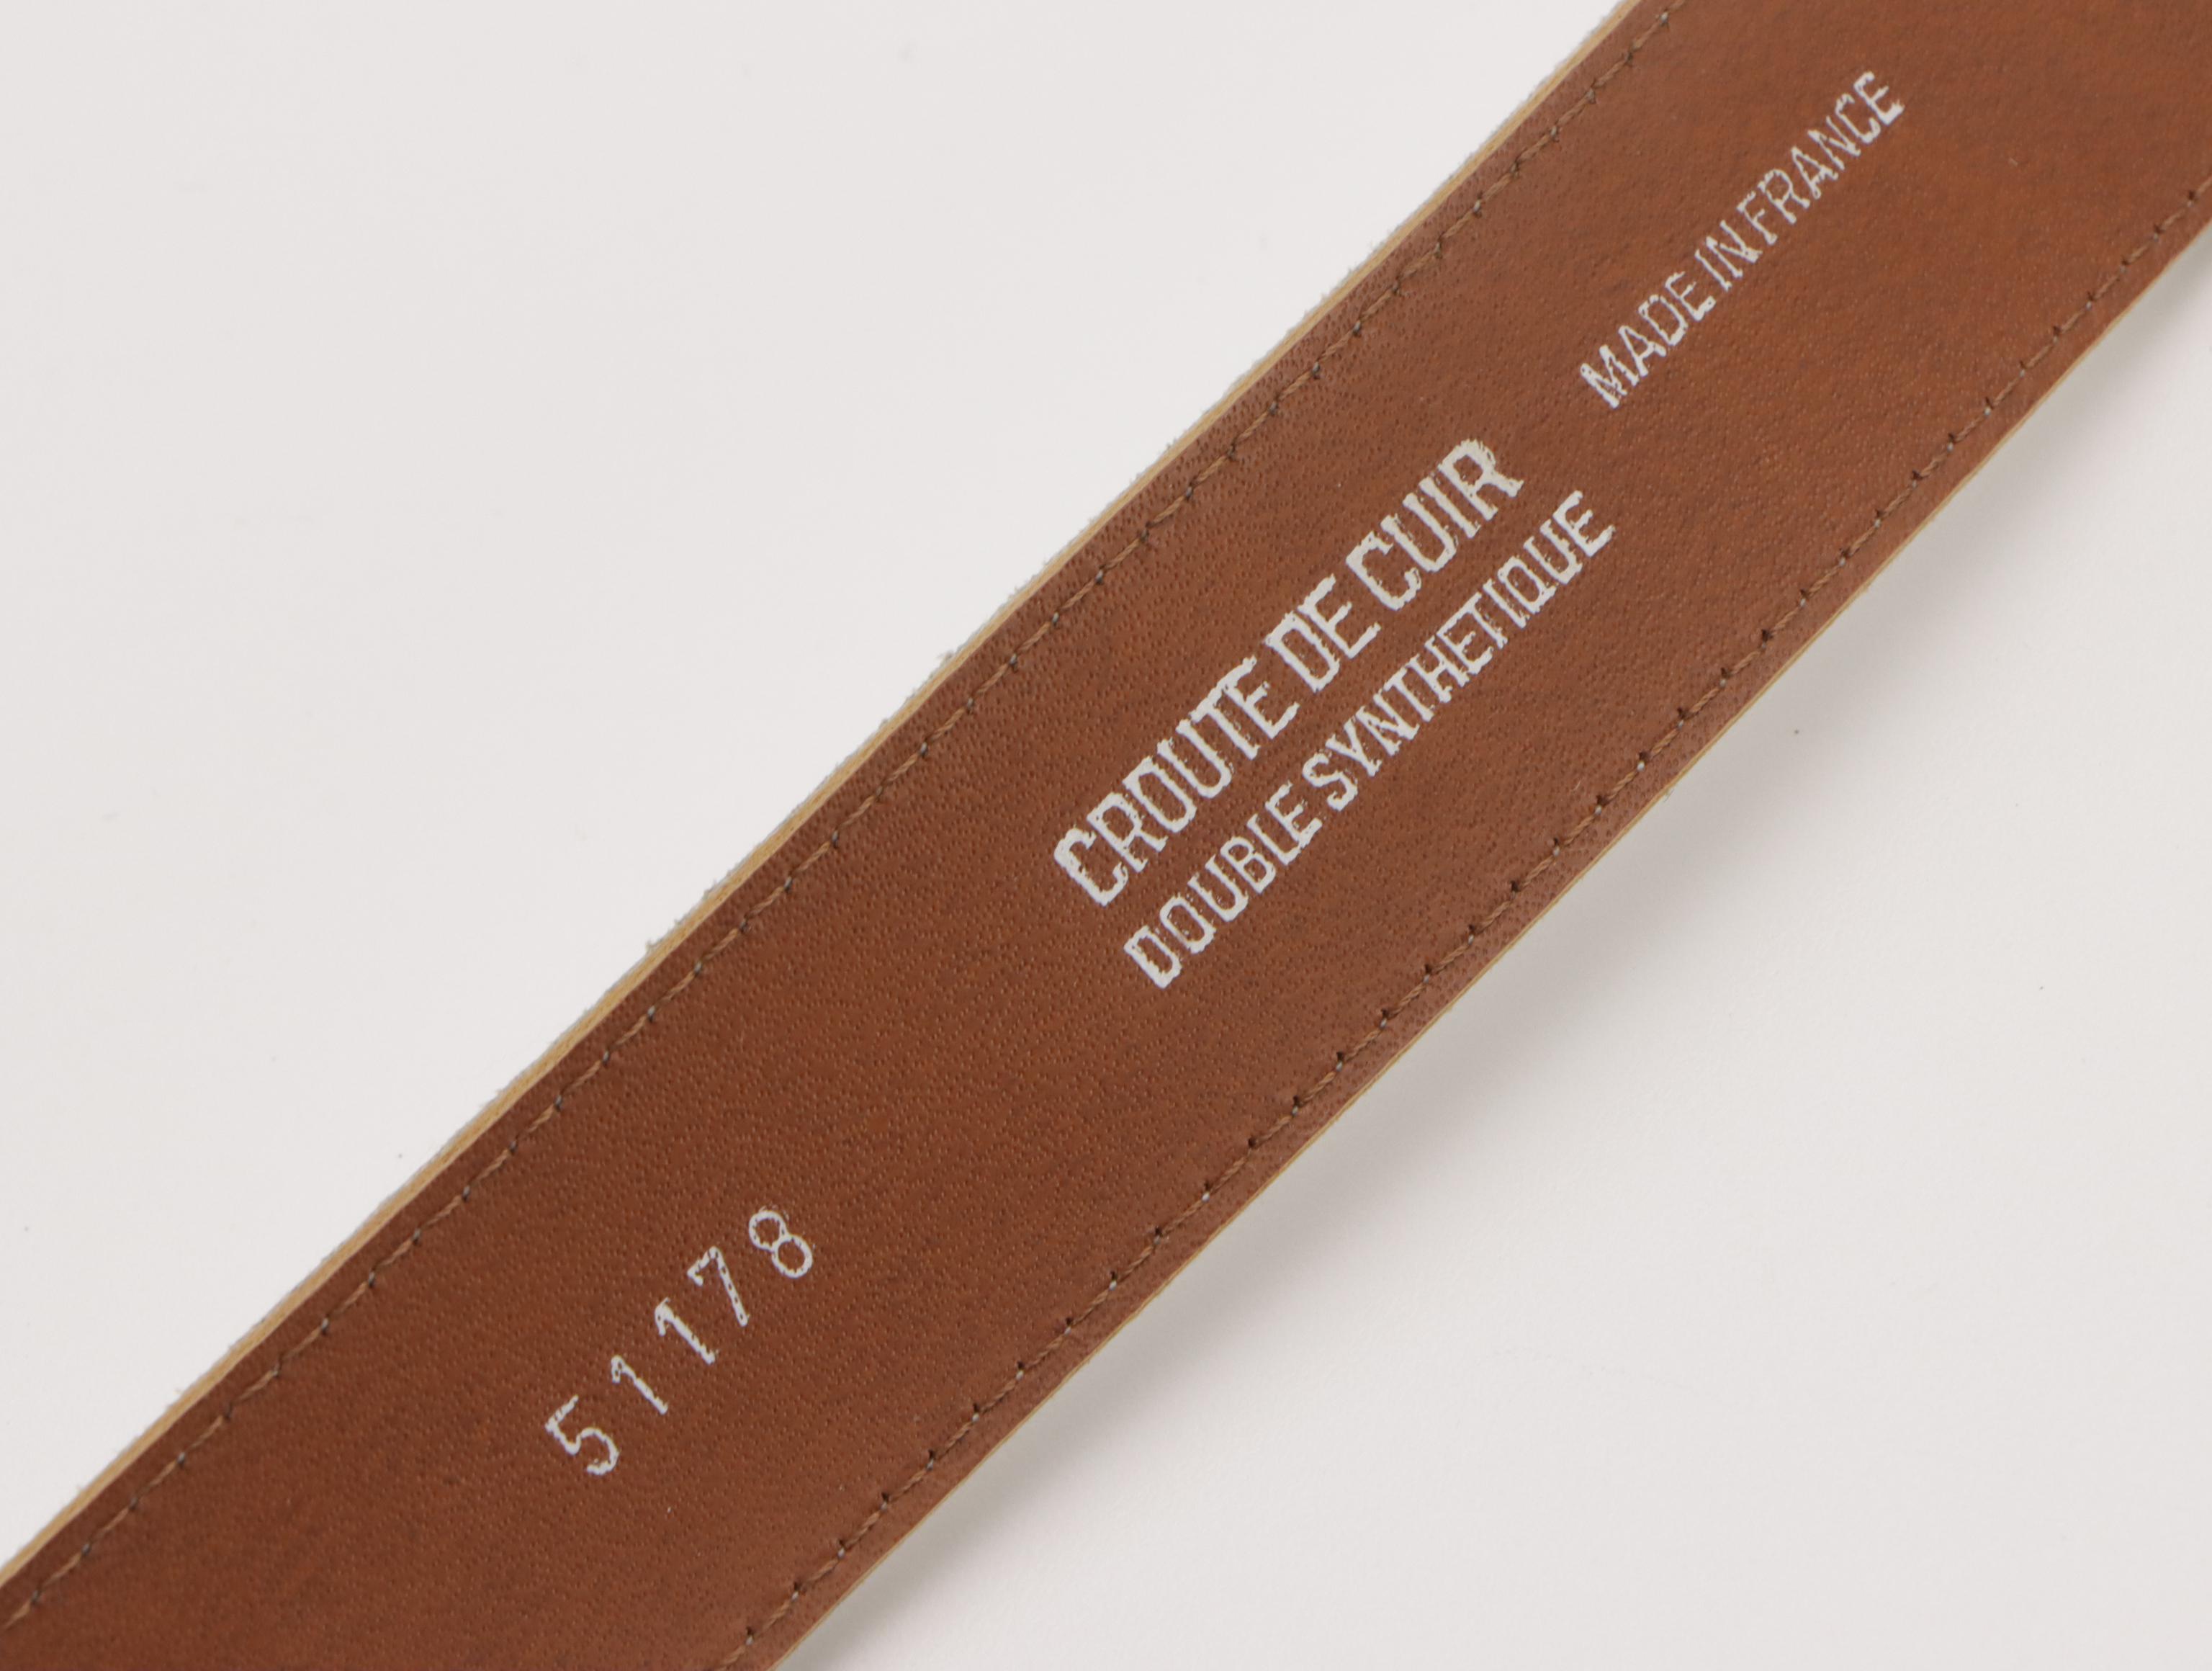 MADE IN FRANCE
CROUTE DE CUIR
DOUBLE SYNTHETIQUE
51178